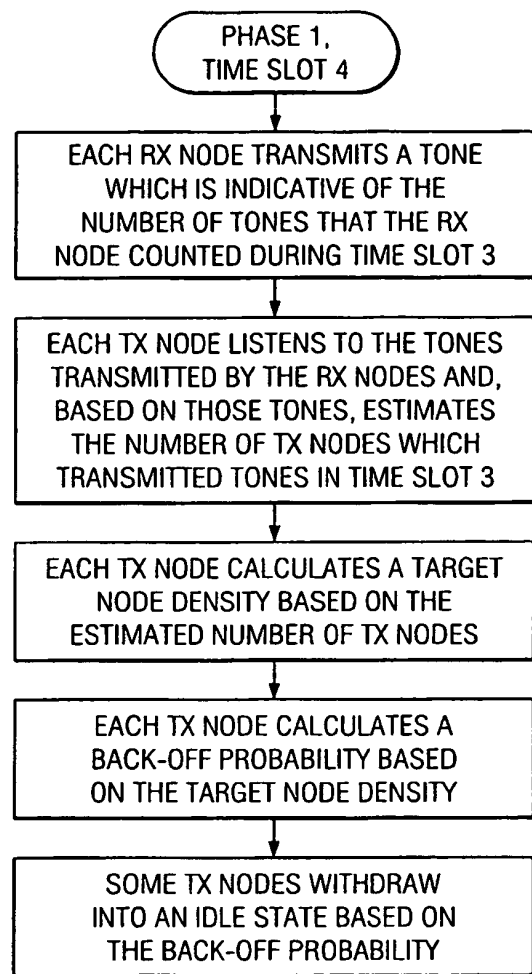 PHASE 1,
TIME SLOT 4
EACH RX NODE TRANSMITS A TONE
WHICH IS INDICATIVE OF THE
NUMBER OF TONES THAT THE RX
NODE COUNTED DURING TIME SLOT 3
EACH TX NODE LISTENS TO THE TONES
TRANSMITTED BY THE RX NODES AND,
BASED ON THOSE TONES, ESTIMATES
THE NUMBER OF TX NODES WHICH
TRANSMITTED TONES IN TIME SLOT 3
EACH TX NODE CALCULATES A TARGET
NODE DENSITY BASED ON THE
ESTIMATED NUMBER OF TX NODES
EACH TX NODE CALCULATES A
BACK-OFF PROBABILITY BASED
ON THE TARGET NODE DENSITY
SOME TX NODES WITHDRAW
INTO AN IDLE STATE BASED ON
THE BACK-OFF PROBABILITY